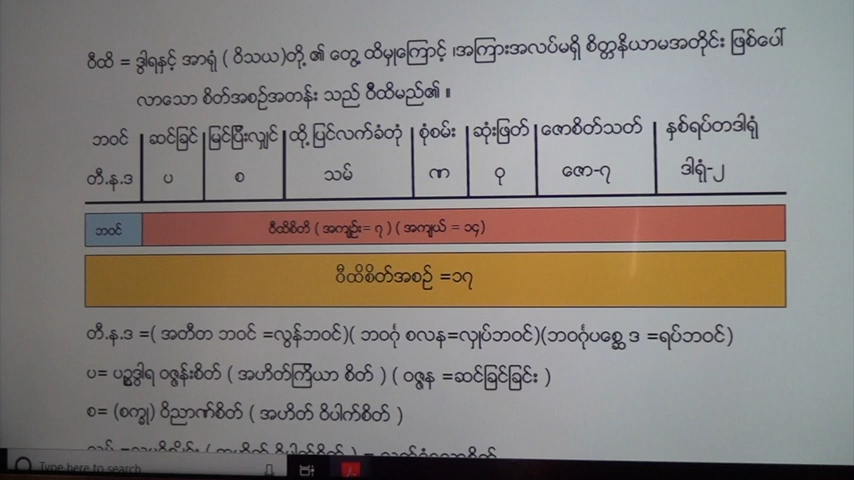 ဝီထိ = ဒွါရနှင့် အာရုံ ( ဝိသယ)တို့ ၏ တွေ့ ထိမှုကြောင့် ၊အကြားအလပ်မရှိ စိတ္တနိယာမအတိုင်း ဖြစ်ပေါ်
လာသော စိတ်အစဉ်အတန်း သည် ဝီထိမည်၏ ။
ဘဝင် ဆင်ခြင် မြင်ပြီးလျှင် ထို့ ပြင်လက်ခံတုံ စုံစမ်း ဆုံးဖြတ် ဇောစိတ်သတ် နှစ်ရပ်တဒါရုံ
တီ.န.ဒ ပ စ သမ် ဏ ဝု ဇော-၇ ဒါရုံ-၂
ဘဝင် ဝီထိစိတ် ( အကျဉ်း= ၇ ) ( အကျယ် = ၁၄)
ဝီထိစိတ်အစဉ် =၁၇
တီ.န.ဒ =( အတီတ ဘဝင် =လွန်ဘဝင်)( ဘဝင်္ဂ စလန=လှုပ်ဘဝင်)(ဘဝင်္ဂုပစ္ဆေ ဒ =ရပ်ဘဝင်)
ပ= ပဉ္စဒွါရ ဝဇ္ဇန်းစိတ် ( အဟိတ်ကြိယာ စိတ် ) ( ဝဇ္ဇန =ဆင်ခြင်ခြင်း )
စ= (စက္ခု) ဝိညာဏ်စိတ် ( အဟိတ် ဝိပါက်စိတ် )
Type here to search